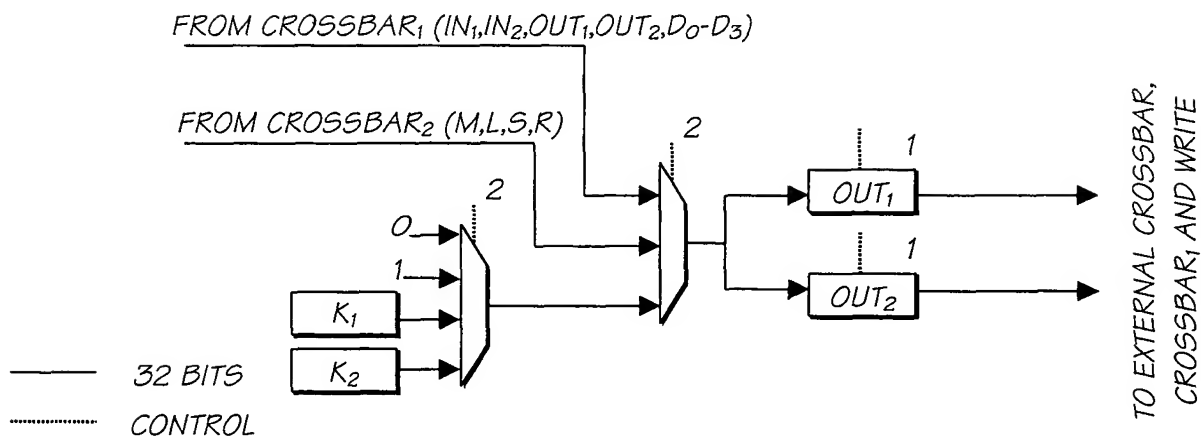 FROM CROSSBAR₁ (IN₁,IN₂,OUT₁,OUT₂,D₀-D₃)
FROM CROSSBAR₂ (M,L,S,R)
2
2
1
OUT₁
0
1
1
OUT₂
K₁
K₂
32 BITS
CONTROL
TO EXTERNAL CROSSBAR,
CROSSBAR₁ AND WRITE